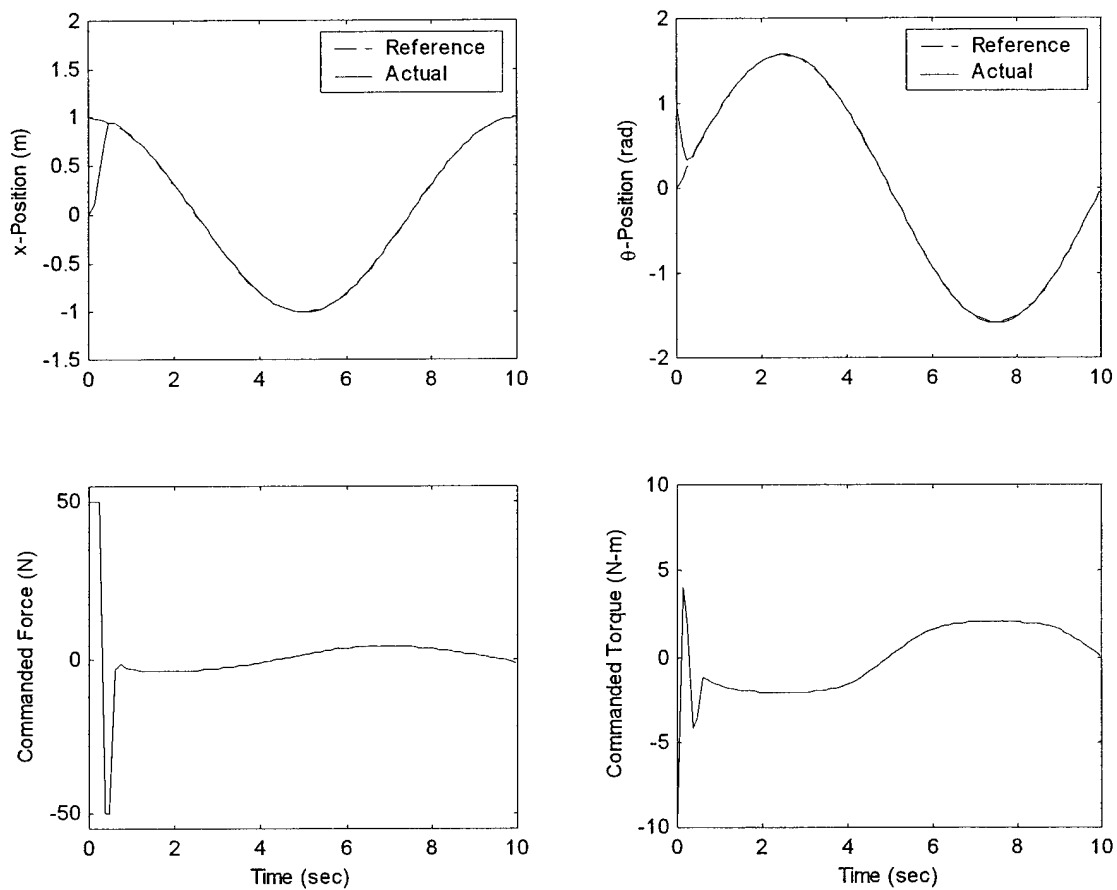 2
1.5
1
0.5
0
-0.5
-1
-1.5
x-Position (m)
Reference
Actual
0 2 4 6 8 10
2
1
0
-1
-2
θ-Position (rad)
Reference
Actual
0 2 4 6 8 10
50
0
-50
Commanded Force (N)
0 2 4 6 8 10
Time (sec)
10
5
0
-5
-10
Commanded Torque (N-m)
0 2 4 6 8 10
Time (sec)